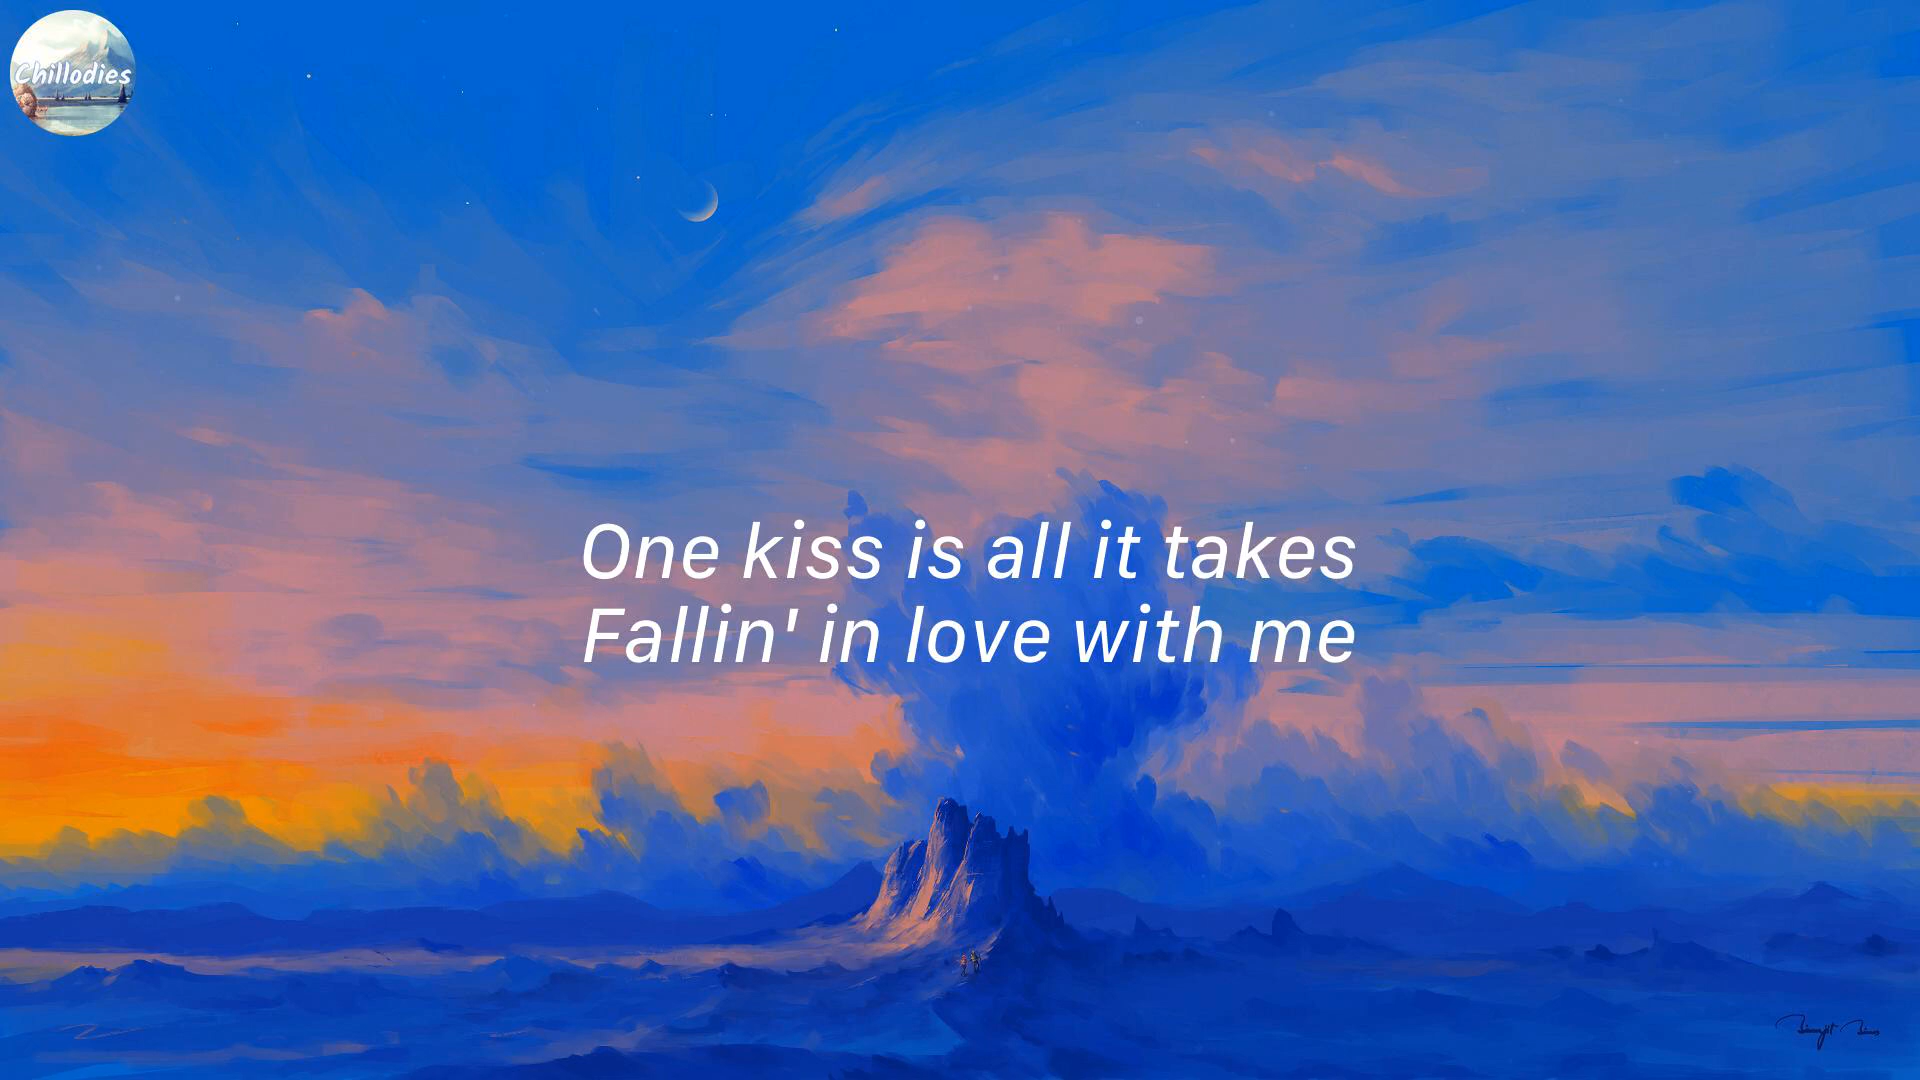 Chillodies
One kiss is all it takes
Fallin' in love with me